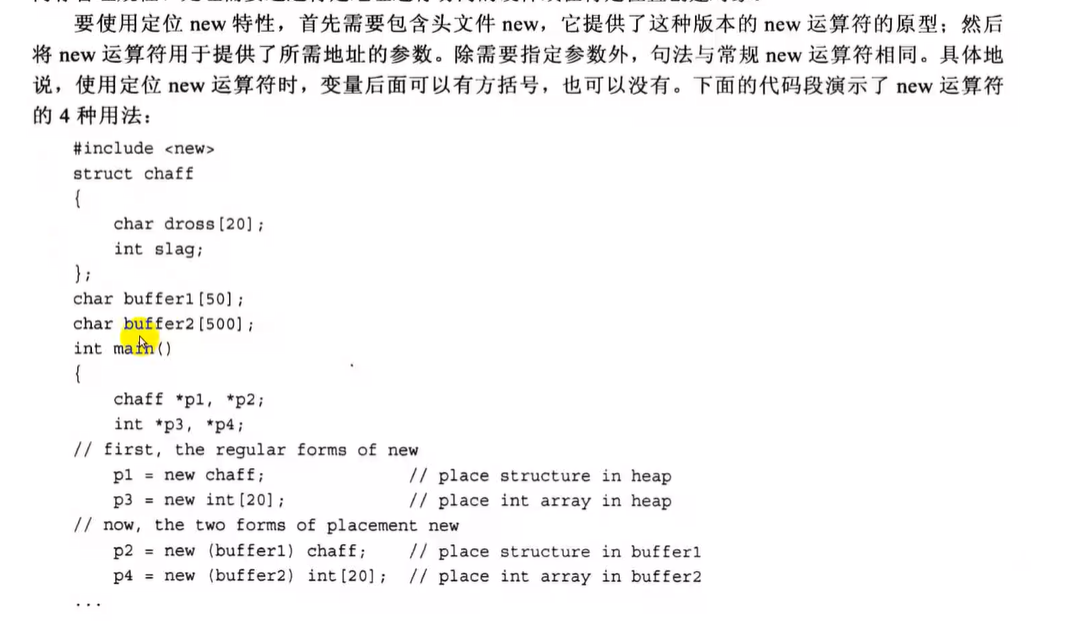 要使用定位 new 特性，首先需要包含头文件 new，它提供了这种版本的 new 运算符的原型；然后
将 new 运算符用于提供了所需地址的参数。除需要指定参数外，句法与常规 new 运算符相同。具体地
说，使用定位 new 运算符时，变量后面可以有方括号，也可以没有。下面的代码段演示了 new 运算符
的 4 种用法：
#include <new>
struct chaff
{
    char dross[20];
    int slag;
};
char buffer1[50];
char buffer2[500];
int main()
{
    chaff *p1, *p2;
    int *p3, *p4;
// first, the regular forms of new
    p1 = new chaff;              // place structure in heap
    p3 = new int[20];            // place int array in heap
// now, the two forms of placement new
    p2 = new (buffer1) chaff;    // place structure in buffer1
    p4 = new (buffer2) int[20];  // place int array in buffer2
...